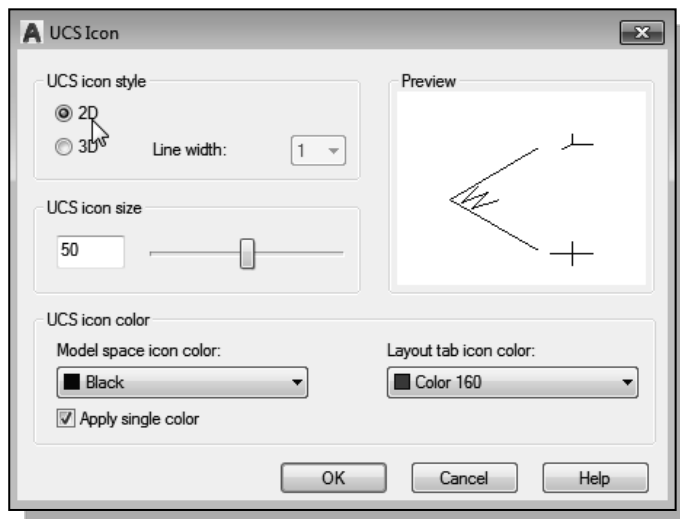 A UCS Icon
UCS icon style
2D
3D
Line width: 1
Preview
W
Y
X
UCS icon size
50
UCS icon color
Model space icon color:
Black
Apply single color
Layout tab icon color:
Color 160
OK Cancel Help